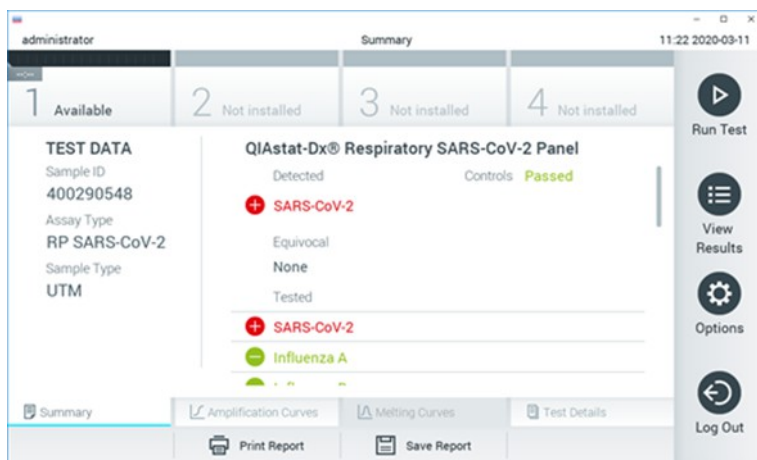 administrator
Summary
11:22 2020-03-11
1 Available
2 Not installed
3 Not installed
4 Not installed
Run Test
View
Results
Options
Log Out
TEST DATA
Sample ID
400290548
Assay Type
RP SARS-CoV-2
Sample Type
UTM
QIAstat-Dx® Respiratory SARS-CoV-2 Panel
Detected
Controls Passed
SARS-CoV-2
Equivocal
None
Tested
SARS-CoV-2
Influenza A
Summary
Amplification Curves
Melting Curves
Test Details
Print Report
Save Report